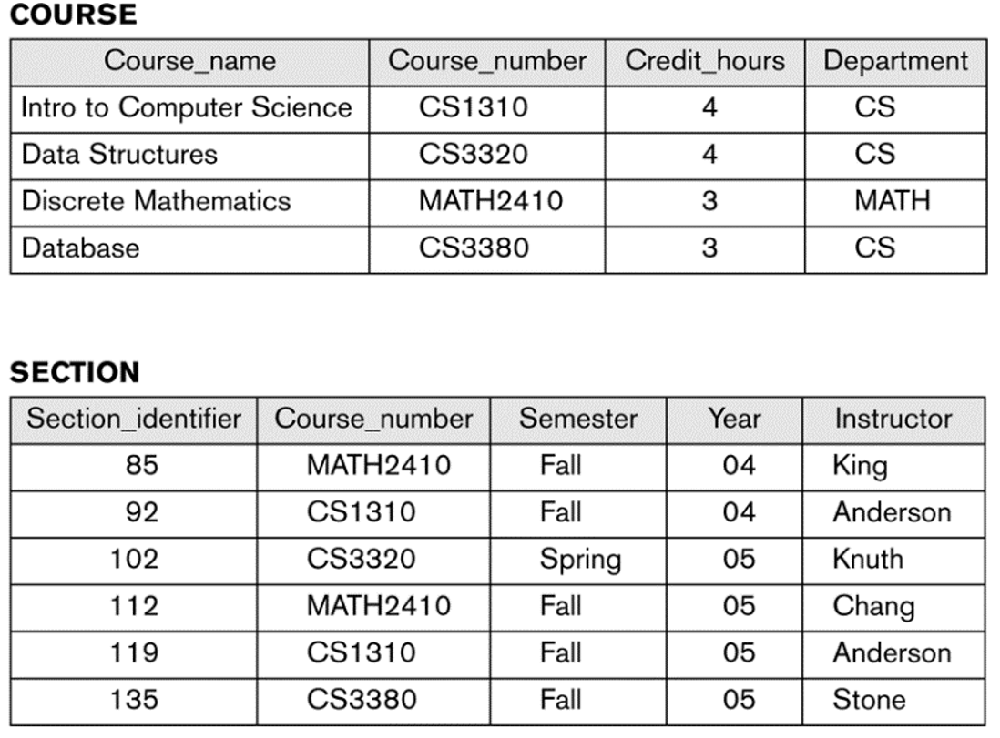 COURSE
Course_name Course_number Credit_hours Department
Intro to Computer Science CS1310 4 CS
Data Structures CS3320 4 CS
Discrete Mathematics MATH2410 3 MATH
Database CS3380 3 CS
SECTION
Section_identifier Course_number Semester Year Instructor
85 MATH2410 Fall 04 King
92 CS1310 Fall 04 Anderson
102 CS3320 Spring 05 Knuth
112 MATH2410 Fall 05 Chang
119 CS1310 Fall 05 Anderson
135 CS3380 Fall 05 Stone